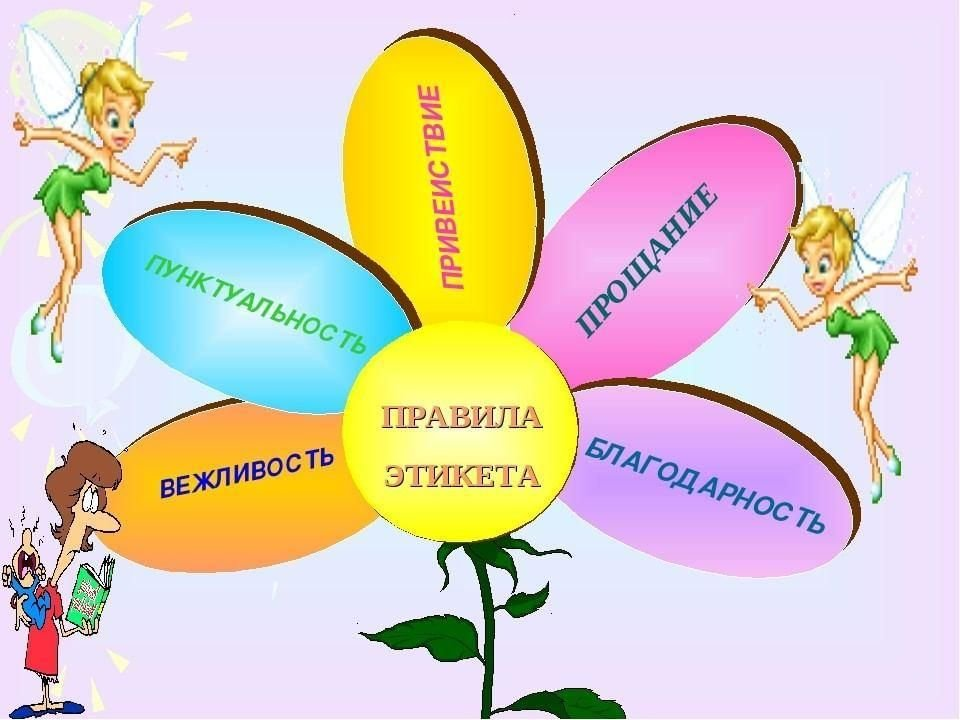 ПРИВЕИСТВИЕ
ПРОЩАНИЕ
ПУНКТУАЛЬНОСТЬ
ПРАВИЛА
ЭТИКЕТА
ВЕЖЛИВОСТЬ
БЛАГОДАРНОСТЬ